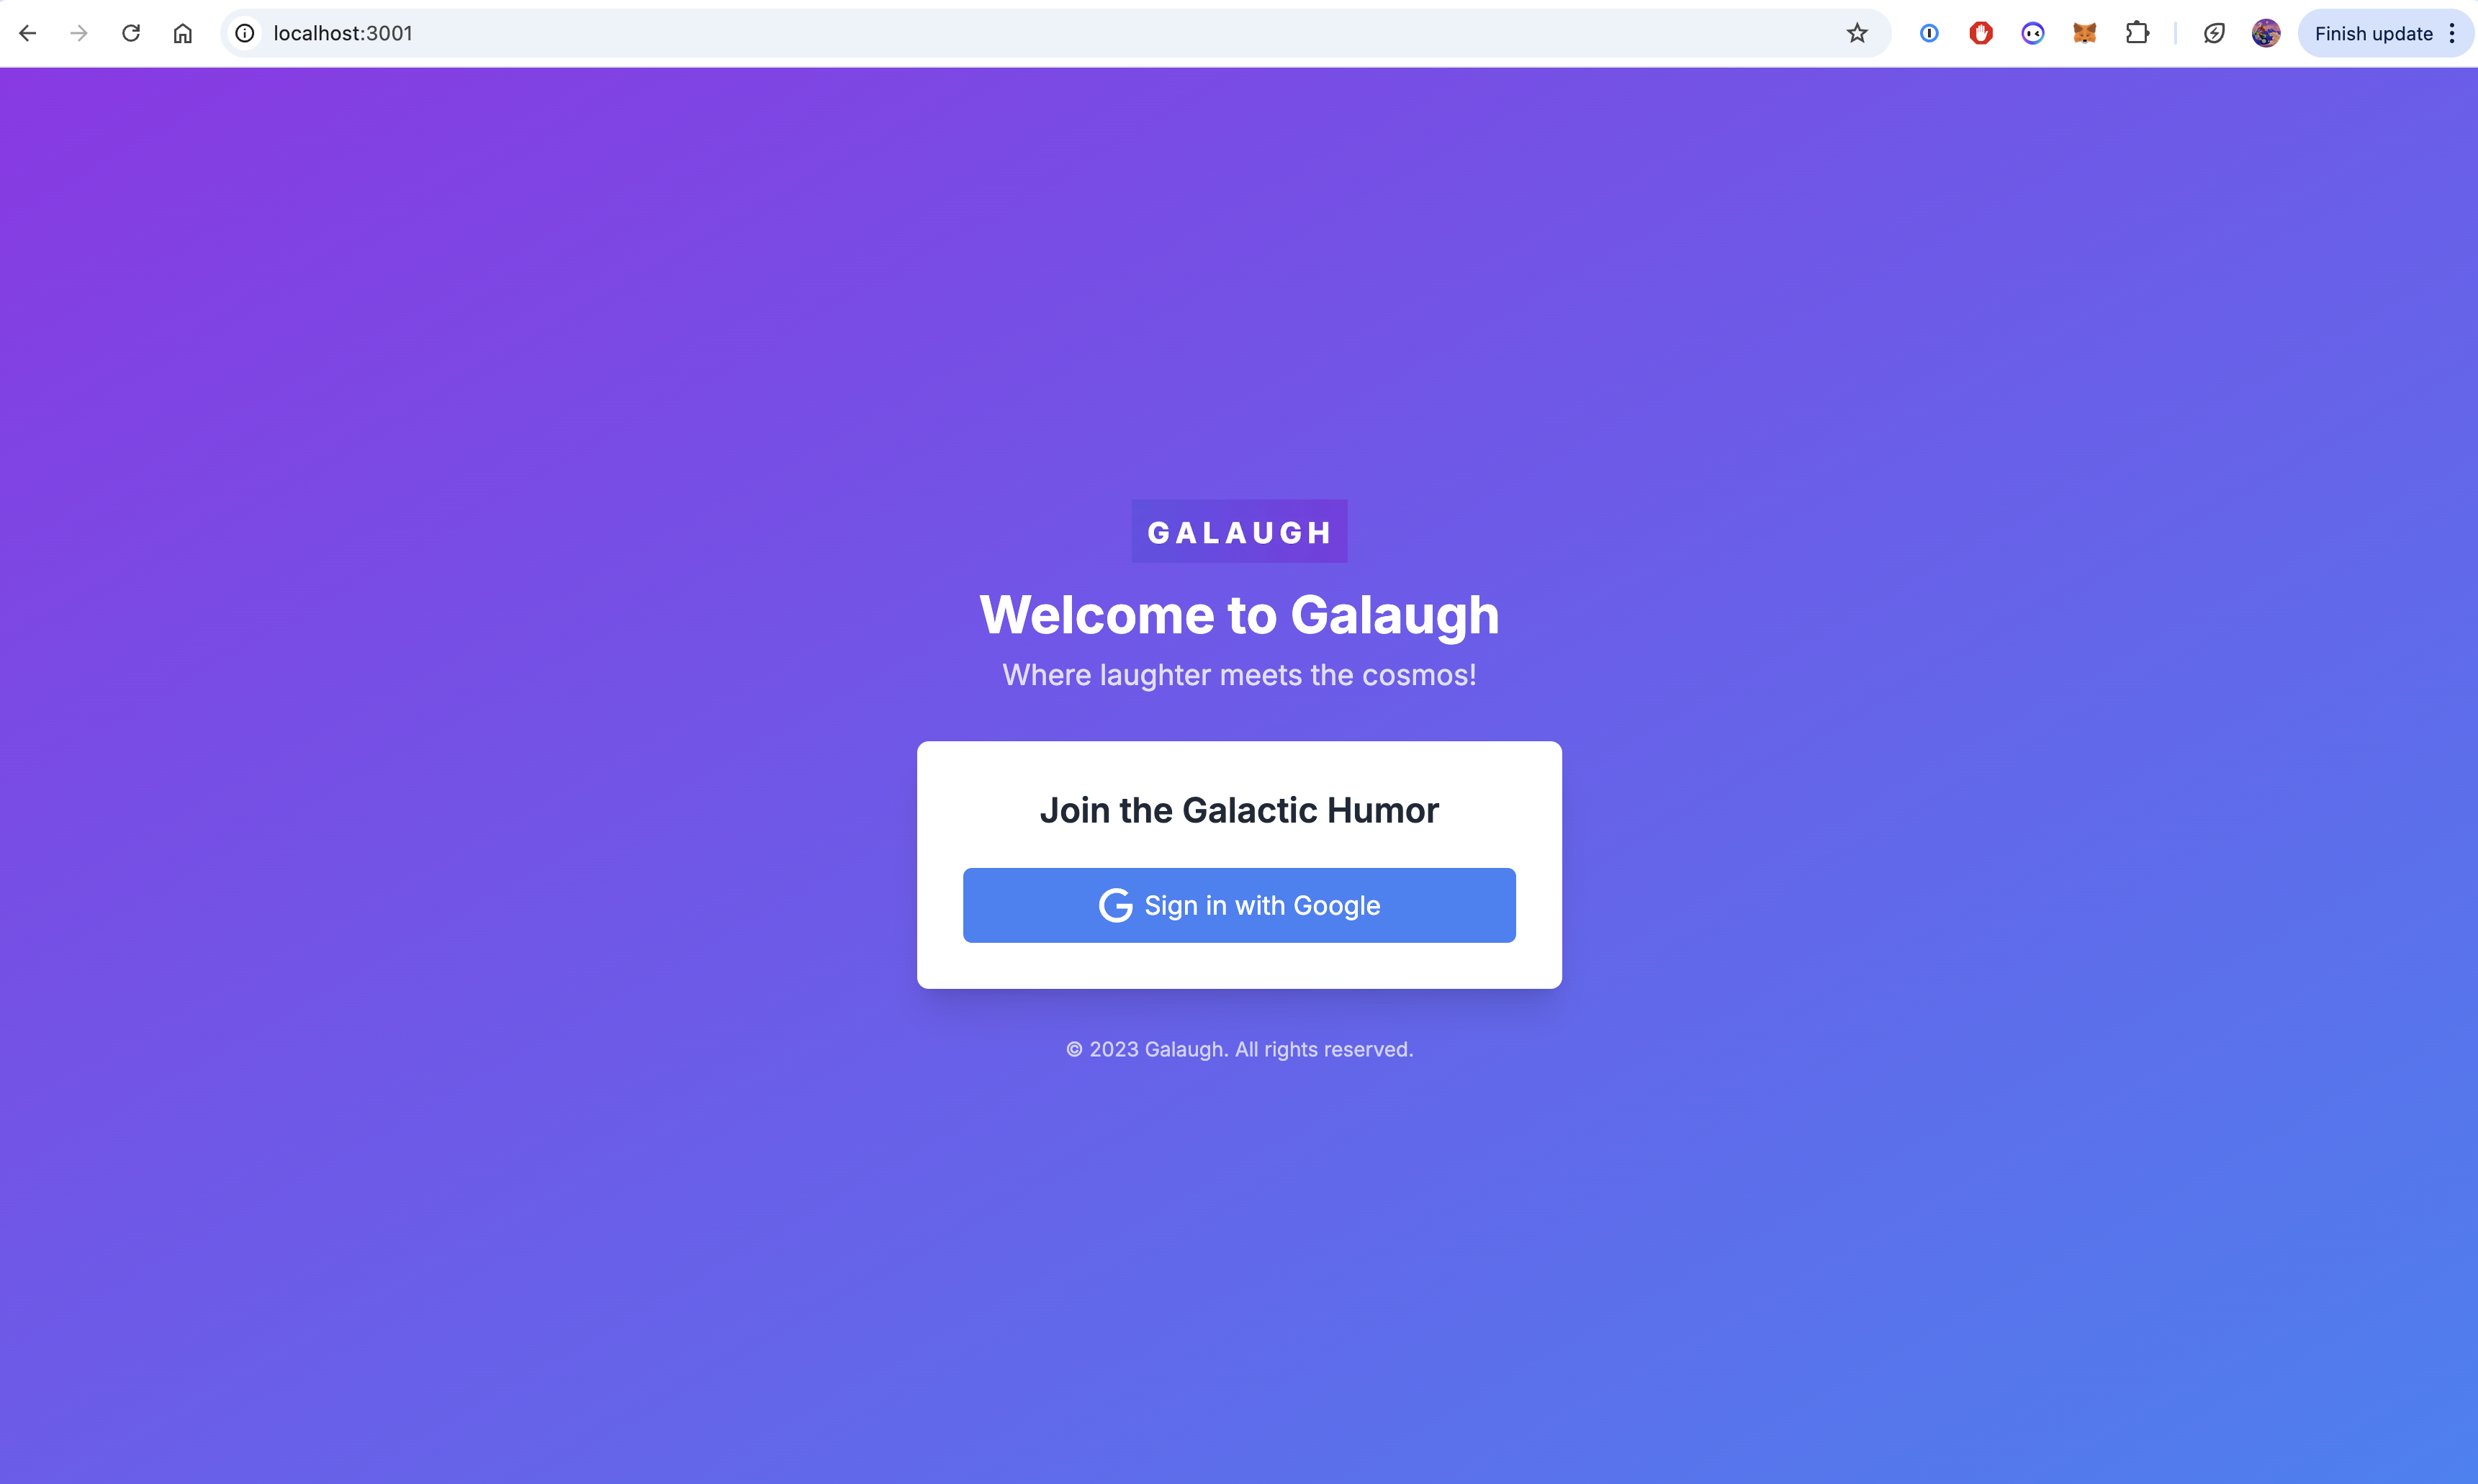 localhost:3001
Finish update
GALAUGH
Welcome to Galaugh
Where laughter meets the cosmos!
Join the Galactic Humor
Sign in with Google
© 2023 Galaugh. All rights reserved.